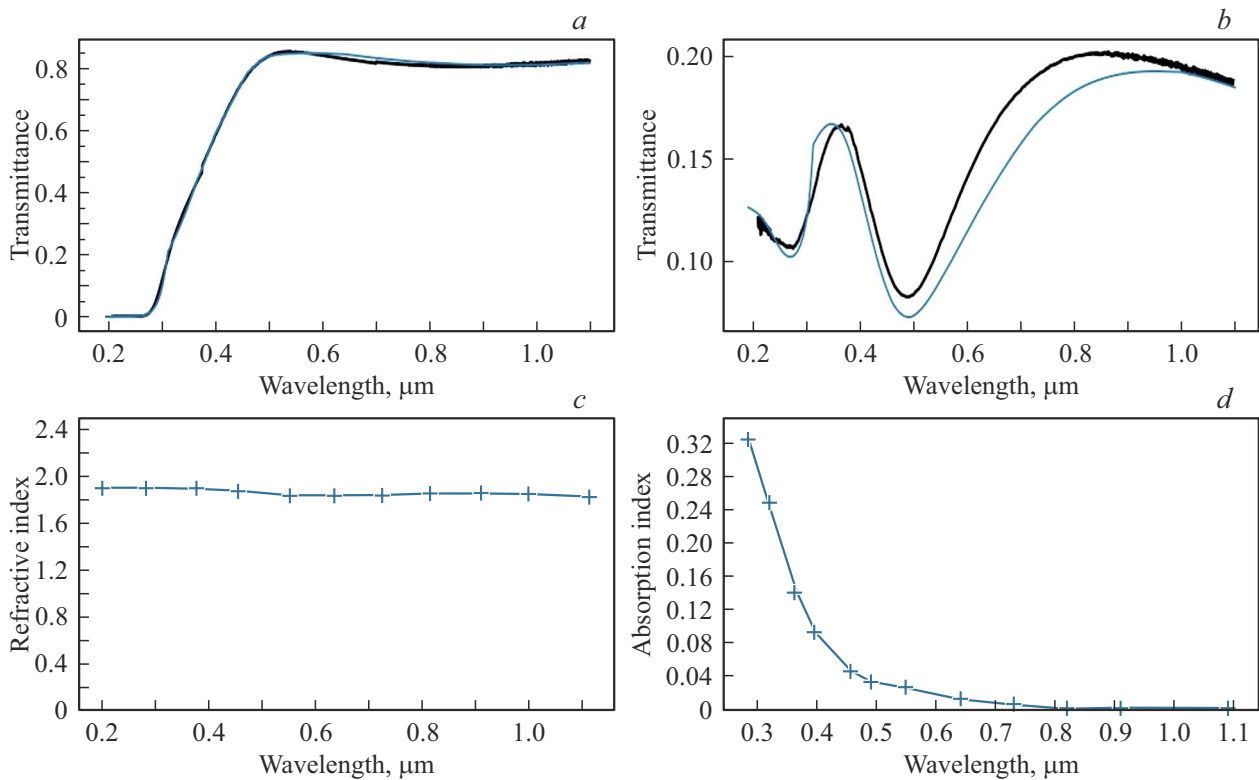 a
0.8
0.6
0.4
0.2
0
Transmittance
0.2 0.4 0.6 0.8 1.0
Wavelength, μm
b
0.20
0.15
0.10
Transmittance
0.2 0.4 0.6 0.8 1.0
Wavelength, μm
c
2.4
2.0
1.6
1.2
0.8
0.4
0
Refractive index
0.2 0.4 0.6 0.8 1.0
Wavelength, μm
d
0.32
0.28
0.24
0.20
0.16
0.12
0.08
0.04
0
Absorption index
0.3 0.4 0.5 0.6 0.7 0.8 0.9 1.0 1.1
Wavelength, μm